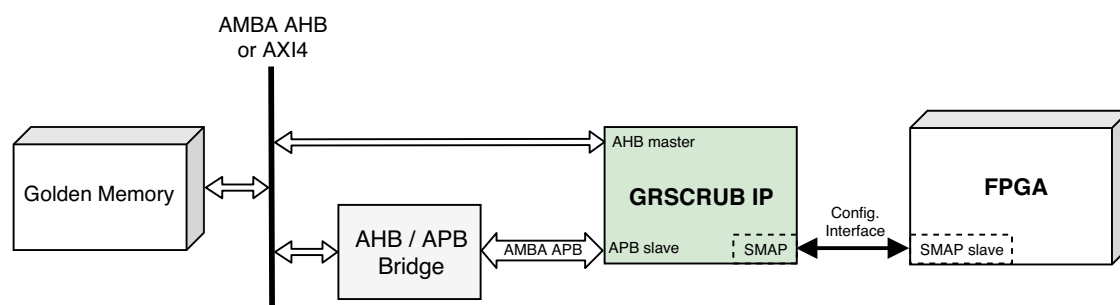 AMBA AHB
or AXI4
Golden Memory
AHB / APB
Bridge
AMBA APB
AHB master
GRSCRUB IP
APB slave
SMAP
Config.
Interface
FPGA
SMAP slave